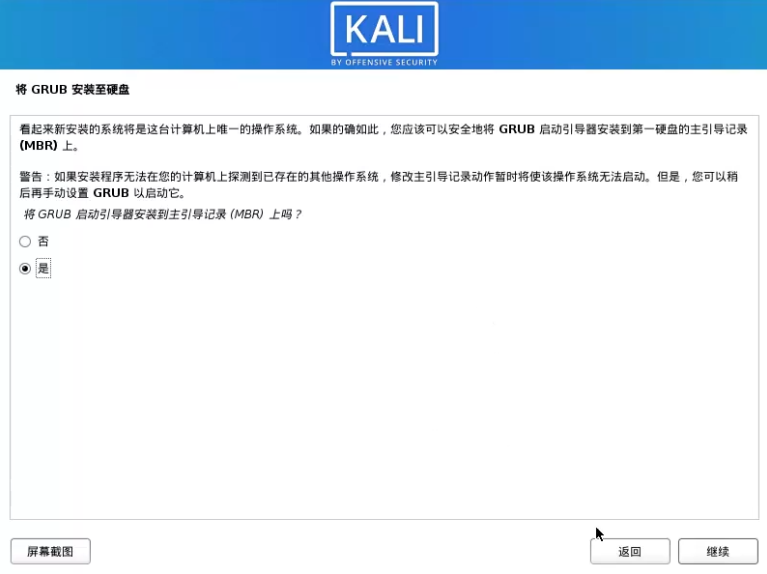 KALI
BY OFFENSIVE SECURITY
将 GRUB 安装至硬盘
看起来新安装的系统将是这台计算机上唯一的操作系统。如果的确如此，您应该可以安全地将 GRUB 启动引导器安装到第一硬盘的主引导记录
(MBR) 上。
警告：如果安装程序无法在您的计算机上探测到已存在的其他操作系统，修改主引导记录动作暂时将使该操作系统无法启动。但是，您可以稍
后再手动设置 GRUB 以启动它。
将 GRUB 启动引导器安装到主引导记录 (MBR) 上吗？
否
是
屏幕截图
返回
继续